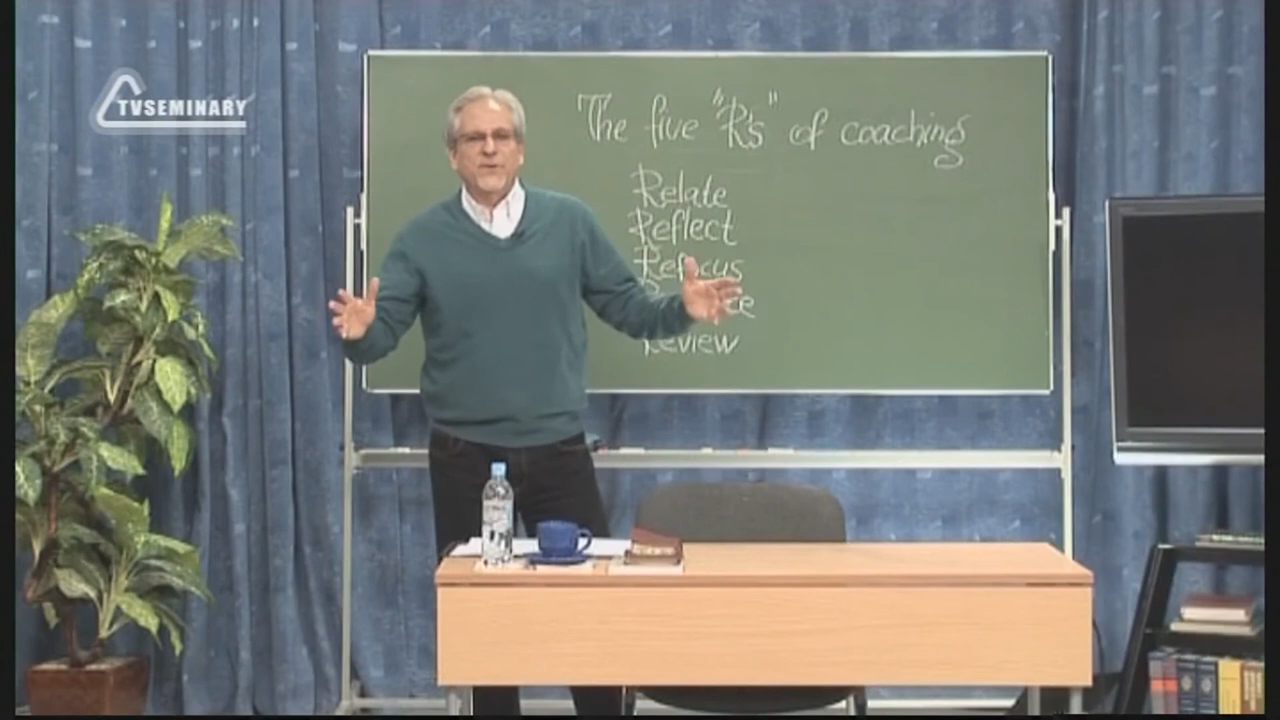 TVSEMINARY
The five "R's" of coaching
Relate
Reflect
Refocus
Review